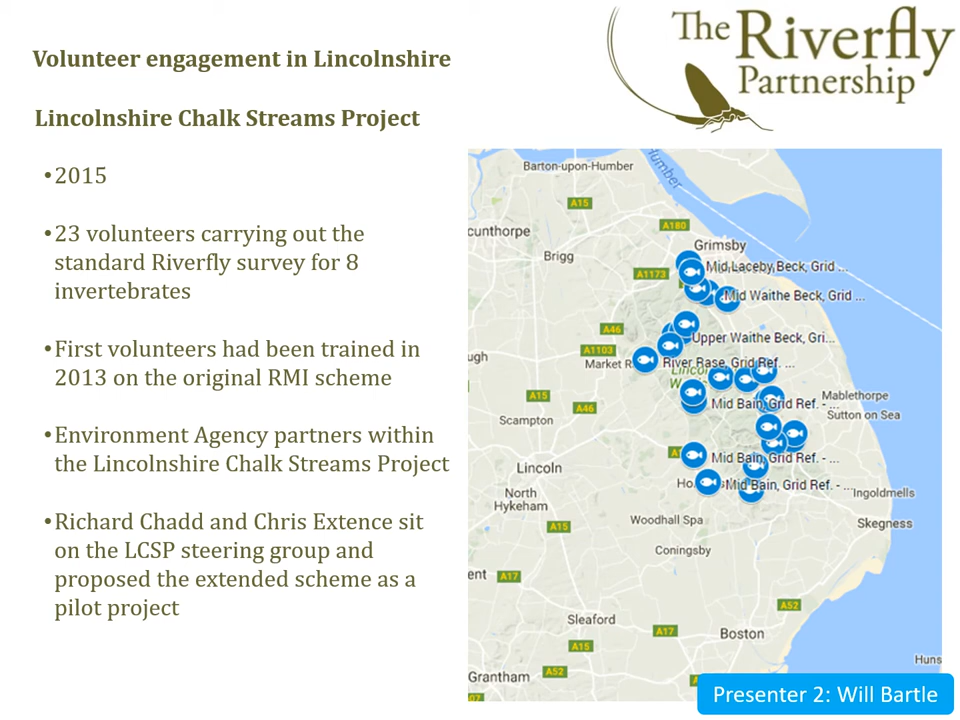 Volunteer engagement in Lincolnshire
The Riverfly
Partnership
Lincolnshire Chalk Streams Project
•2015
•23 volunteers carrying out the
standard Riverfly survey for 8
invertebrates
•First volunteers had been trained in
2013 on the original RMI scheme
•Environment Agency partners within
the Lincolnshire Chalk Streams Project
•Richard Chadd and Chris Extence sit
on the LCSP steering group and
proposed the extended scheme as a
pilot project
Barton-upon-Humber
Humber
A15
cunthorpe
A180
Grimsby
Brigg
A1173
Mid Laceby Beck, Grid ...
Mid Waithe Beck, Grid ...
A46
Upper Waithe Beck, Gri...
A1103
ugh
Market R
River Rase, Grid Ref. ...
A15
A46
Mid Bain, Grid Ref. - ...
Mablethorpe
Sutton on Sea
Scampton
Lincoln
Mid Bain, Grid Ref. - ...
Mid Bain, Grid Ref. - ...
North
Hykeham
Ingoldmells
A15
Woodhall Spa
Skegness
Coningsby
ent
A17
A52
Sleaford
A17
Boston
A15
A52
Huns
Grantham
07
Presenter 2: Will Bartle